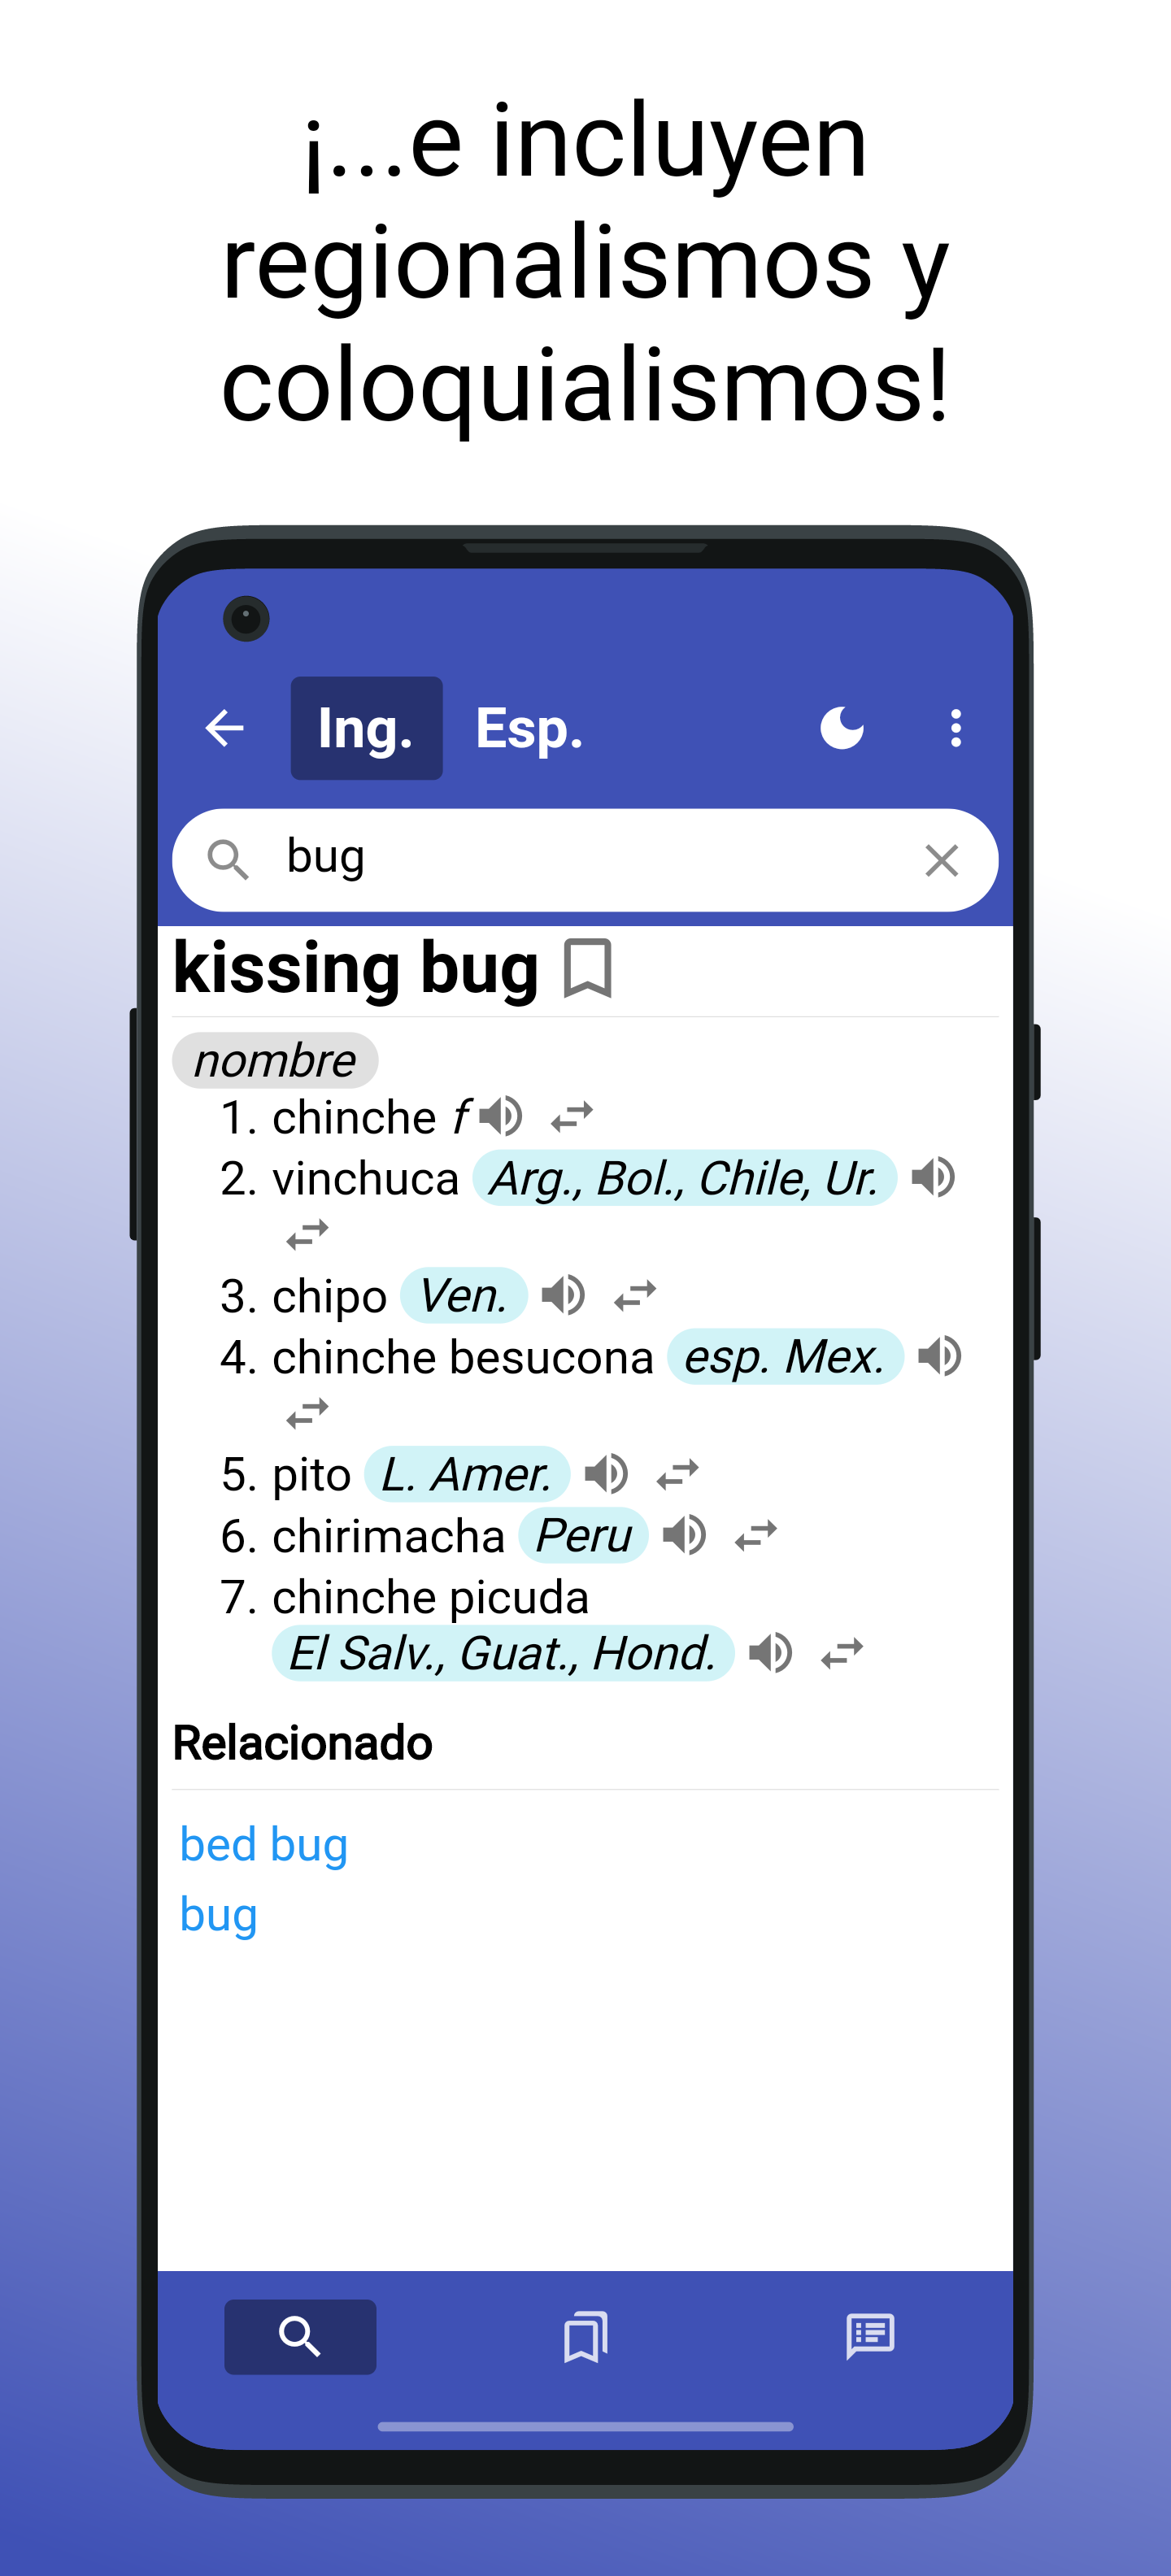 ¡...e incluyen
regionalismos y
coloquialismos!
Ing. Esp.
bug
kissing bug
nombre
1. chinche f
2. vinchuca Arg., Bol., Chile, Ur.
3. chipo Ven.
4. chinche besucona esp. Mex.
5. pito L. Amer.
6. chirimacha Peru
7. chinche picuda
El Salv., Guat., Hond.
Relacionado
bed bug
bug